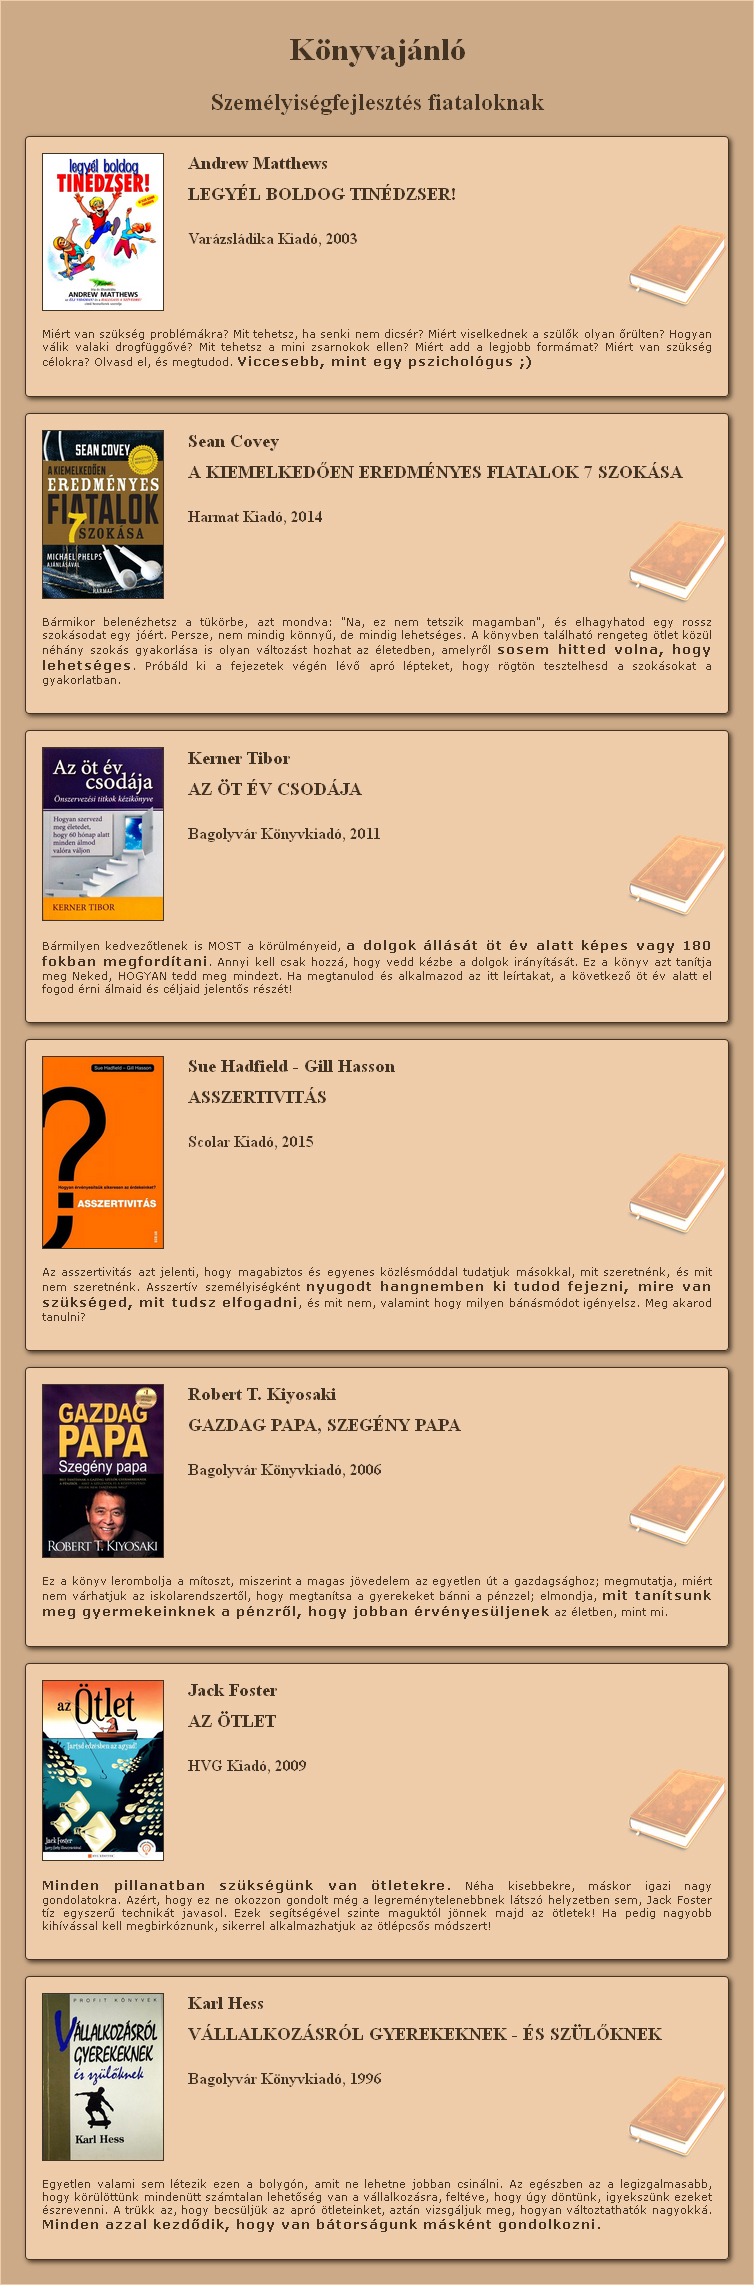 Könyvajánló
Személyiségfejlesztés fiataloknak
legyél boldog
TINÉDZSER!
ANDREW MATTHEWS
Andrew Matthews
LEGYÉL BOLDOG TINÉDZSER!
Varázsládika Kiadó, 2003
Miért van szükség problémákra? Mit tehetsz, ha senki nem dicsér? Miért viselkednek a szülők olyan őrülten? Hogyan
válik valaki drogfüggővé? Mit tehetsz a mini zsarnokok ellen? Miért add a legjobb formámat? Miért van szükség
célokra? Olvasd el, és megtudod. Viccesebb, mint egy pszichológus ;)
SEAN COVEY
A KIEMELKEDŐEN
EREDMÉNYES
FIATALOK
7 SZOKÁSA
MICHAEL PHELPS
AJÁNLÁSÁVAL
HARMAT
Sean Covey
A KIEMELKEDŐEN EREDMÉNYES FIATALOK 7 SZOKÁSA
Harmat Kiadó, 2014
Bármikor belenézhetsz a tükörbe, azt mondva: "Na, ez nem tetszik magamban", és elhagyhatod egy rossz
szokásodat egy jóért. Persze, nem mindig könnyű, de mindig lehetséges. A könyvben található rengeteg ötlet közül
néhány szokás gyakorlása is olyan változást hozhat az életedben, amelyről sosem hitted volna, hogy
lehetséges. Próbáld ki a fejezetek végén lévő apró lépteket, hogy rögtön tesztelhesd a szokásokat a
gyakorlatban.
Az öt év
csodája
Önszervezési titkok kézikönyve
Hogyan szervezd
meg életedet,
hogy 60 hónap alatt
minden álmod
valóra váljon
KERNER TIBOR
Kerner Tibor
AZ ÖT ÉV CSODÁJA
Bagolyvár Könyvkiadó, 2011
Bármilyen kedvezőtlenek is MOST a körülményeid, a dolgok állását öt év alatt képes vagy 180
fokban megfordítani. Annyi kell csak hozzá, hogy vedd kézbe a dolgok irányítását. Ez a könyv azt tanítja
meg Neked, HOGYAN tedd meg mindezt. Ha megtanulod és alkalmazod az itt leírtakat, a következő öt év alatt el
fogod érni álmaid és céljaid jelentős részét!
Sue Hadfield – Gill Hasson
?
Hogyan érvényesítsük sikeresen az érdekeinket?
ASSZERTIVITÁS
Sue Hadfield - Gill Hasson
ASSZERTIVITÁS
Scolar Kiadó, 2015
Az asszertivitás azt jelenti, hogy magabiztos és egyenes közlésmóddal tudatjuk másokkal, mit szeretnénk, és mit
nem szeretnénk. Asszertív személyiségként nyugodt hangnemben ki tudod fejezni, mire van
szükséged, mit tudsz elfogadni, és mit nem, valamint hogy milyen bánásmódot igényelsz. Meg akarod
tanulni?
GAZDAG
PAPA
Szegény papa
ROBERT T. KIYOSAKI
Robert T. Kiyosaki
GAZDAG PAPA, SZEGÉNY PAPA
Bagolyvár Könyvkiadó, 2006
Ez a könyv lerombolja a mítoszt, miszerint a magas jövedelem az egyetlen út a gazdagsághoz; megmutatja, miért
nem várhatjuk az iskolarendszertől, hogy megtanítsa a gyerekeket bánni a pénzzel; elmondja, mit tanítsunk
meg gyermekeinknek a pénzről, hogy jobban érvényesüljenek az életben, mint mi.
az Ötlet
Tartsd edzésben az agyad!
Jack Foster
Jack Foster
AZ ÖTLET
HVG Kiadó, 2009
Minden pillanatban szükségünk van ötletekre. Néha kisebbekre, máskor igazi nagy
gondolatokra. Azért, hogy ez ne okozzon gondolt még a legreménytelenebbnek látszó helyzetben sem, Jack Foster
tíz egyszerű technikát javasol. Ezek segítségével szinte maguktól jönnek majd az ötletek! Ha pedig nagyobb
kihívással kell megbirkóznunk, sikerrel alkalmazhatjuk az ötlépcsős módszert!
PROFIT KÖNYVEK
VÁLLALKOZÁSRÓL
GYEREKEKNEK
és szülőknek
Karl Hess
Karl Hess
VÁLLALKOZÁSRÓL GYEREKEKNEK - ÉS SZÜLŐKNEK
Bagolyvár Könyvkiadó, 1996
Egyetlen valami sem létezik ezen a bolygón, amit ne lehetne jobban csinálni. Az egészben az a legizgalmasabb,
hogy körülöttünk mindenütt számtalan lehetőség van a vállalkozásra, feltéve, hogy úgy döntünk, igyekszünk ezeket
észrevenni. A trükk az, hogy becsüljük az apró ötleteinket, aztán vizsgáljuk meg, hogyan változtathatók nagyokká.
Minden azzal kezdődik, hogy van bátorságunk másként gondolkozni.